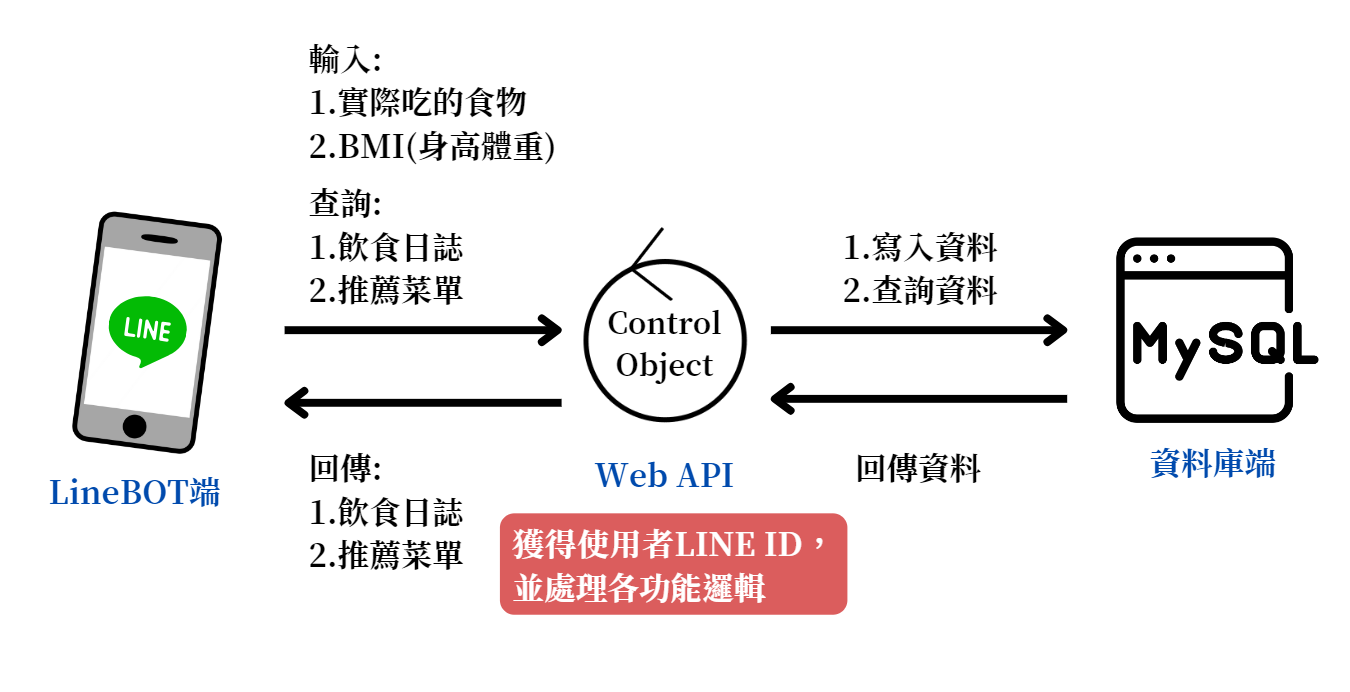 輸入:
1.實際吃的食物
2.BMI(身高體重)
查詢:
1.飲食日誌
2.推薦菜單
LINE
LineBOT端
回傳:
1.飲食日誌
2.推薦菜單
Control
Object
Web API
獲得使用者LINE ID，
並處理各功能邏輯
1.寫入資料
2.查詢資料
回傳資料
MySQL
資料庫端